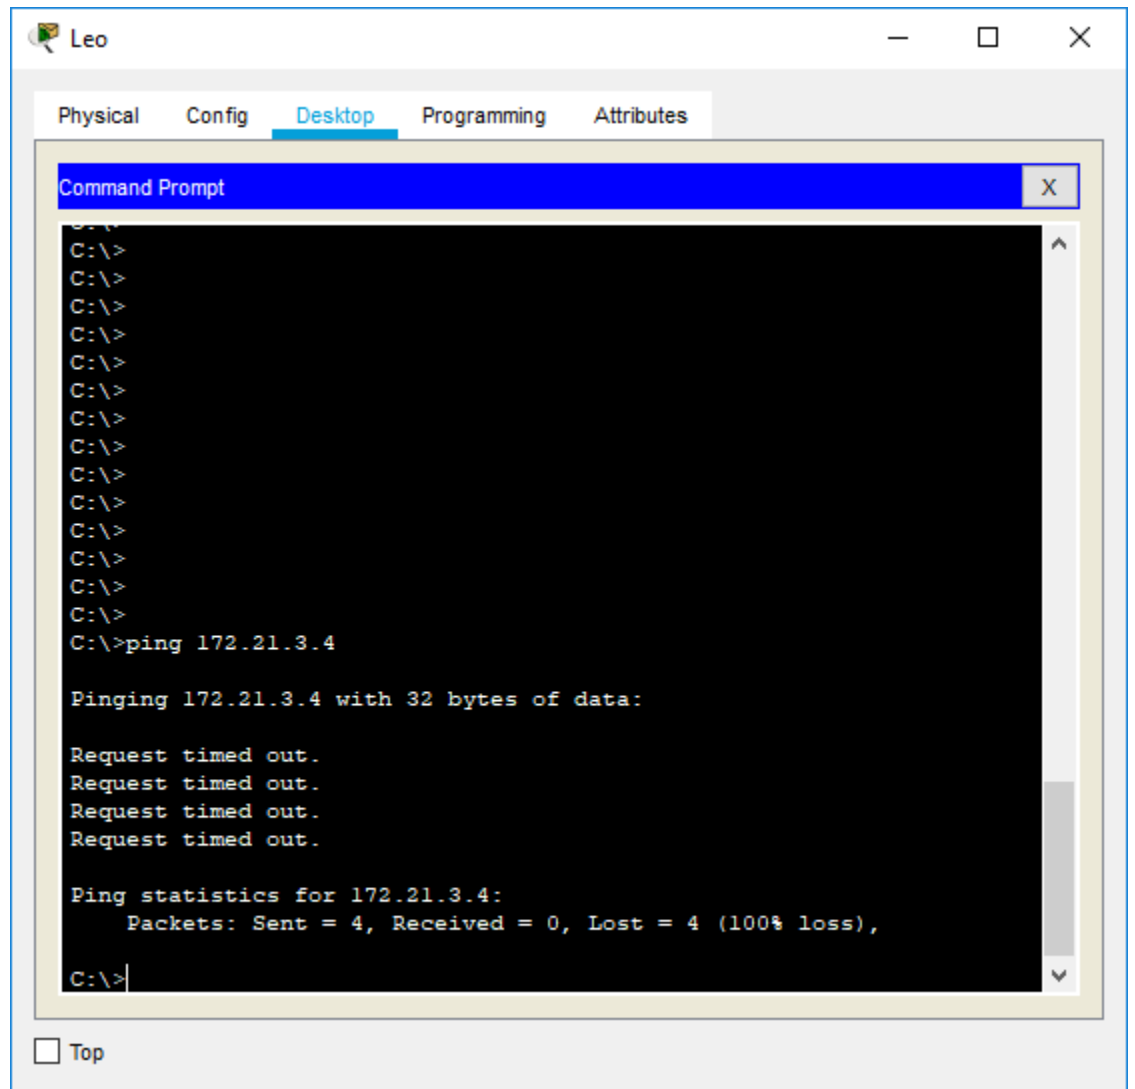 Leo
Physical Config Desktop Programming Attributes
Command Prompt
X
C:\>
C:\>
C:\>
C:\>
C:\>
C:\>
C:\>
C:\>
C:\>
C:\>
C:\>
C:\>
C:\>
C:\>
C:\>ping 172.21.3.4
Pinging 172.21.3.4 with 32 bytes of data:
Request timed out.
Request timed out.
Request timed out.
Request timed out.
Ping statistics for 172.21.3.4:
Packets: Sent = 4, Received = 0, Lost = 4 (100% loss),
C:\>
Top